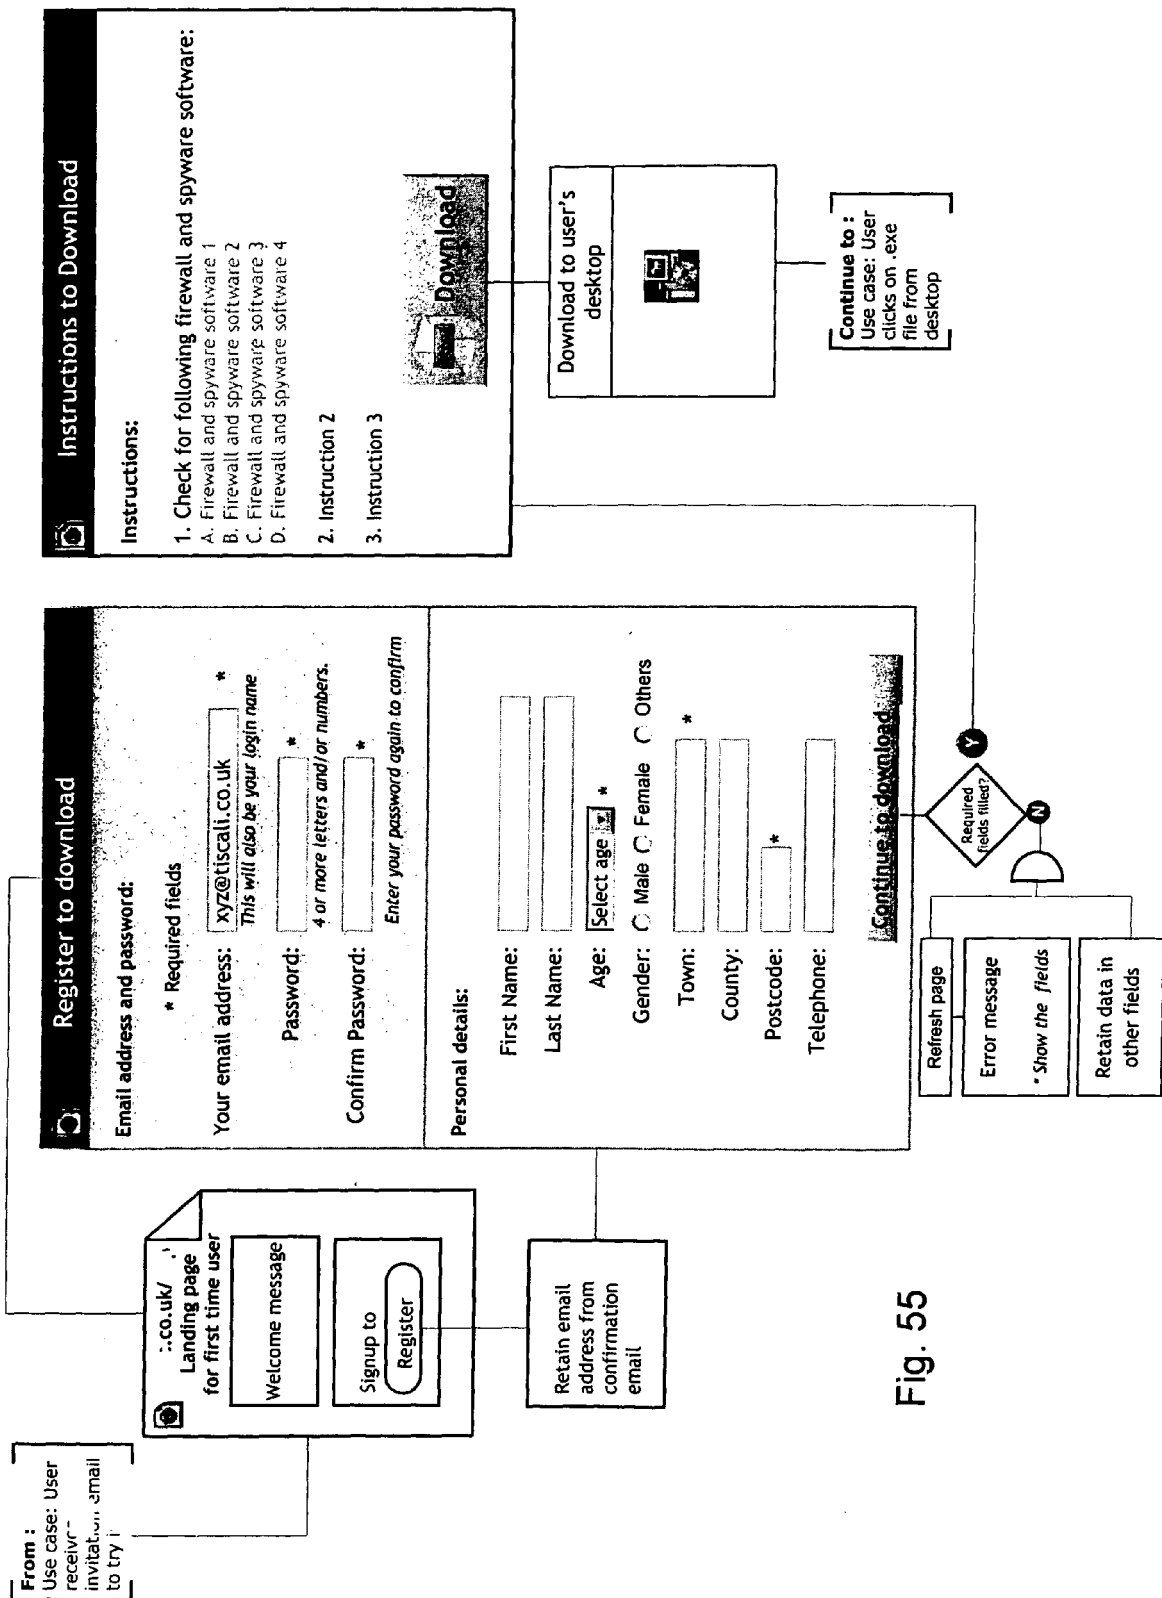 From :
Use case: User
email
to try
:.co.uk/
Landing page
for first time user
Welcome message
Signup to
Register
Retain email
address from
confirmation
email
Register to download
Email address and password:
* Required fields
Your email address: xyz@tiscali.co.uk *
This will also be your login name
Password: *
4 or more letters and/or numbers.
Confirm Password: *
Enter your password again to confirm
Personal details:
First Name:
Last Name:
Age: Select age *
Gender: Male Female Others
Town: *
County:
Postcode: *
Telephone:
Continue to download
Required
fields filled?
Y
N
Refresh page
Error message
* Show the fields
Retain data in
other fields
Instructions to Download
Instructions:
1. Check for following firewall and spyware software:
A. Firewall and spyware software 1
B. Firewall and spyware software 2
C. Firewall and spyware software 3
D. Firewall and spyware software 4
2. Instruction 2
3. Instruction 3
Download
Download to user's
desktop
Continue to :
Use case: User
clicks on .exe
file from
desktop
Fig. 55